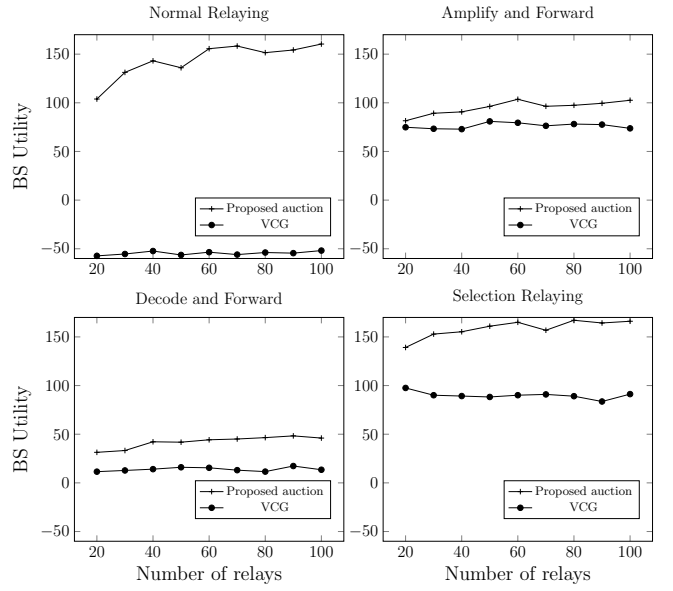 Normal Relaying
Amplify and Forward
150
100
50
0
−50
BS Utility
Proposed auction
VCG
20 40 60 80 100
150
100
50
0
−50
Proposed auction
VCG
20 40 60 80 100
Decode and Forward
Selection Relaying
150
100
50
0
−50
BS Utility
Proposed auction
VCG
20 40 60 80 100
Number of relays
150
100
50
0
−50
Proposed auction
VCG
20 40 60 80 100
Number of relays